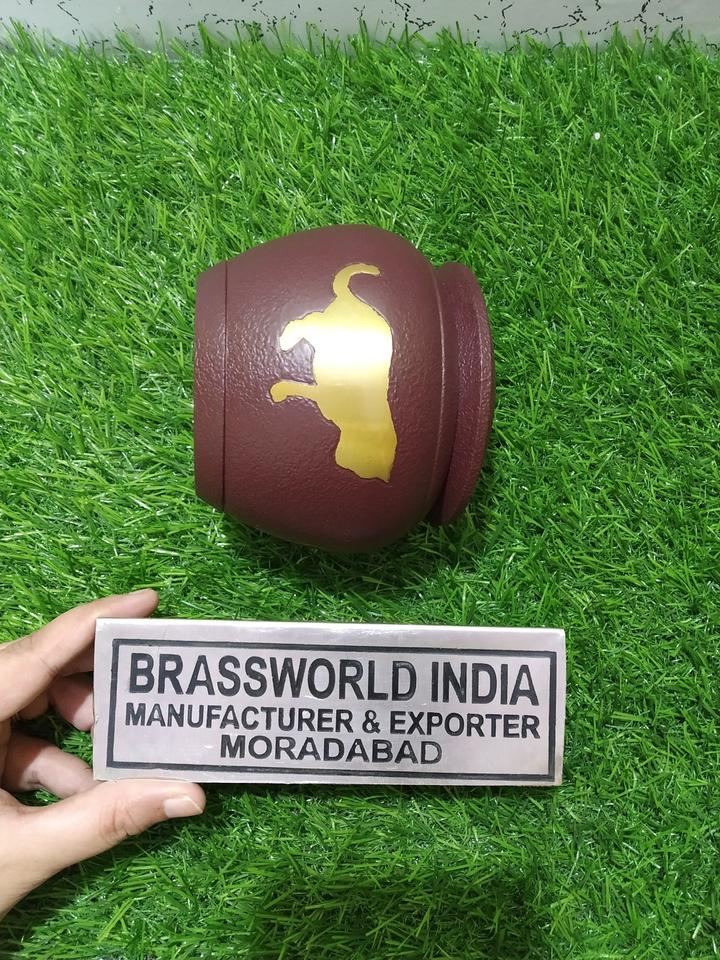 BRASSWORLD INDIA
MANUFACTURER & EXPORTER
MORADABAD